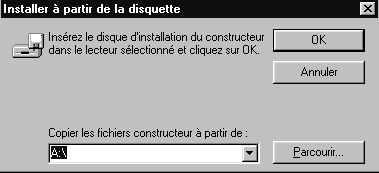 Installer à partir de la disquette
Insérez le disque d'installation du constructeur
dans le lecteur sélectionné et cliquez sur OK.
OK
Annuler
Copier les fichiers constructeur à partir de :
A:\
Parcourir...